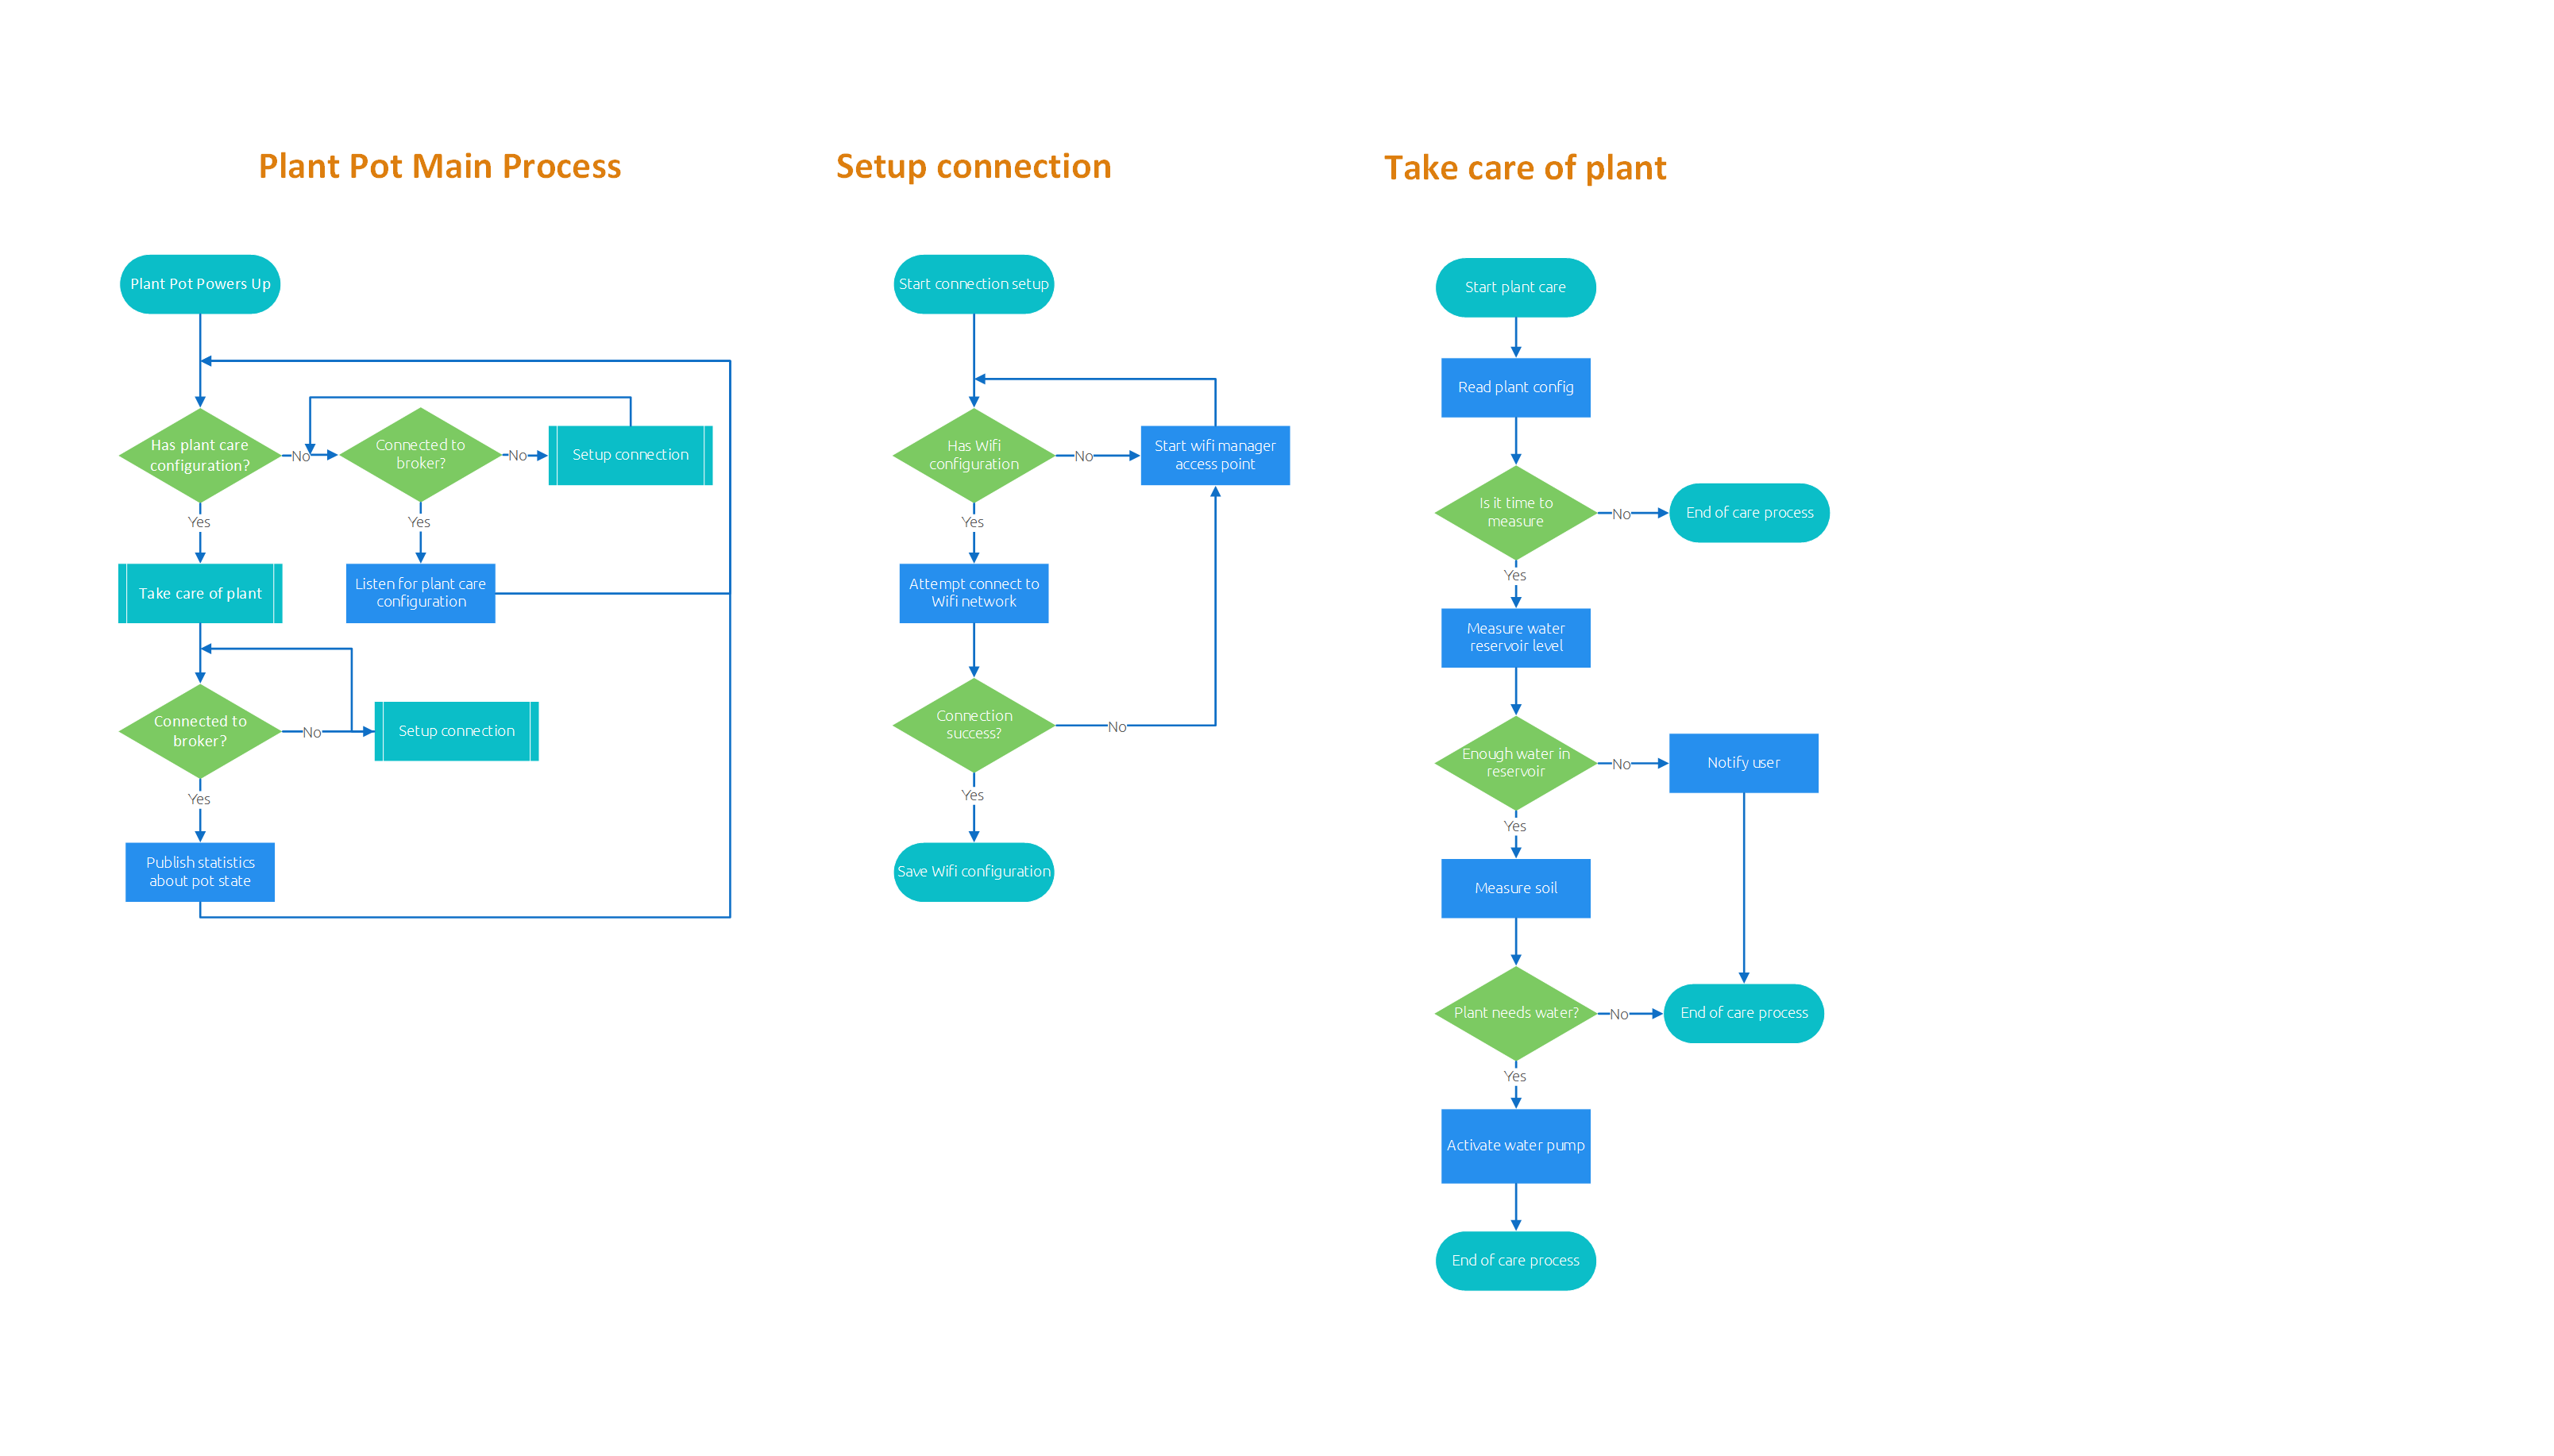 Plant Pot Main Process
Plant Pot Powers Up
Has plant care
configuration?
No
Connected to
broker?
No
Setup connection
Yes
Yes
Take care of plant
Listen for plant care
configuration
Connected to
broker?
No
Setup connection
Yes
Publish statistics
about pot state
Setup connection
Start connection setup
Has Wifi
configuration
No
Start wifi manager
access point
Yes
Attempt connect to
Wifi network
Connection
success?
No
Yes
Save Wifi configuration
Take care of plant
Start plant care
Read plant config
Is it time to
measure
No
End of care process
Yes
Measure water
reservoir level
Enough water in
reservoir
No
Notify user
Yes
Measure soil
Plant needs water?
No
End of care process
Yes
Activate water pump
End of care process